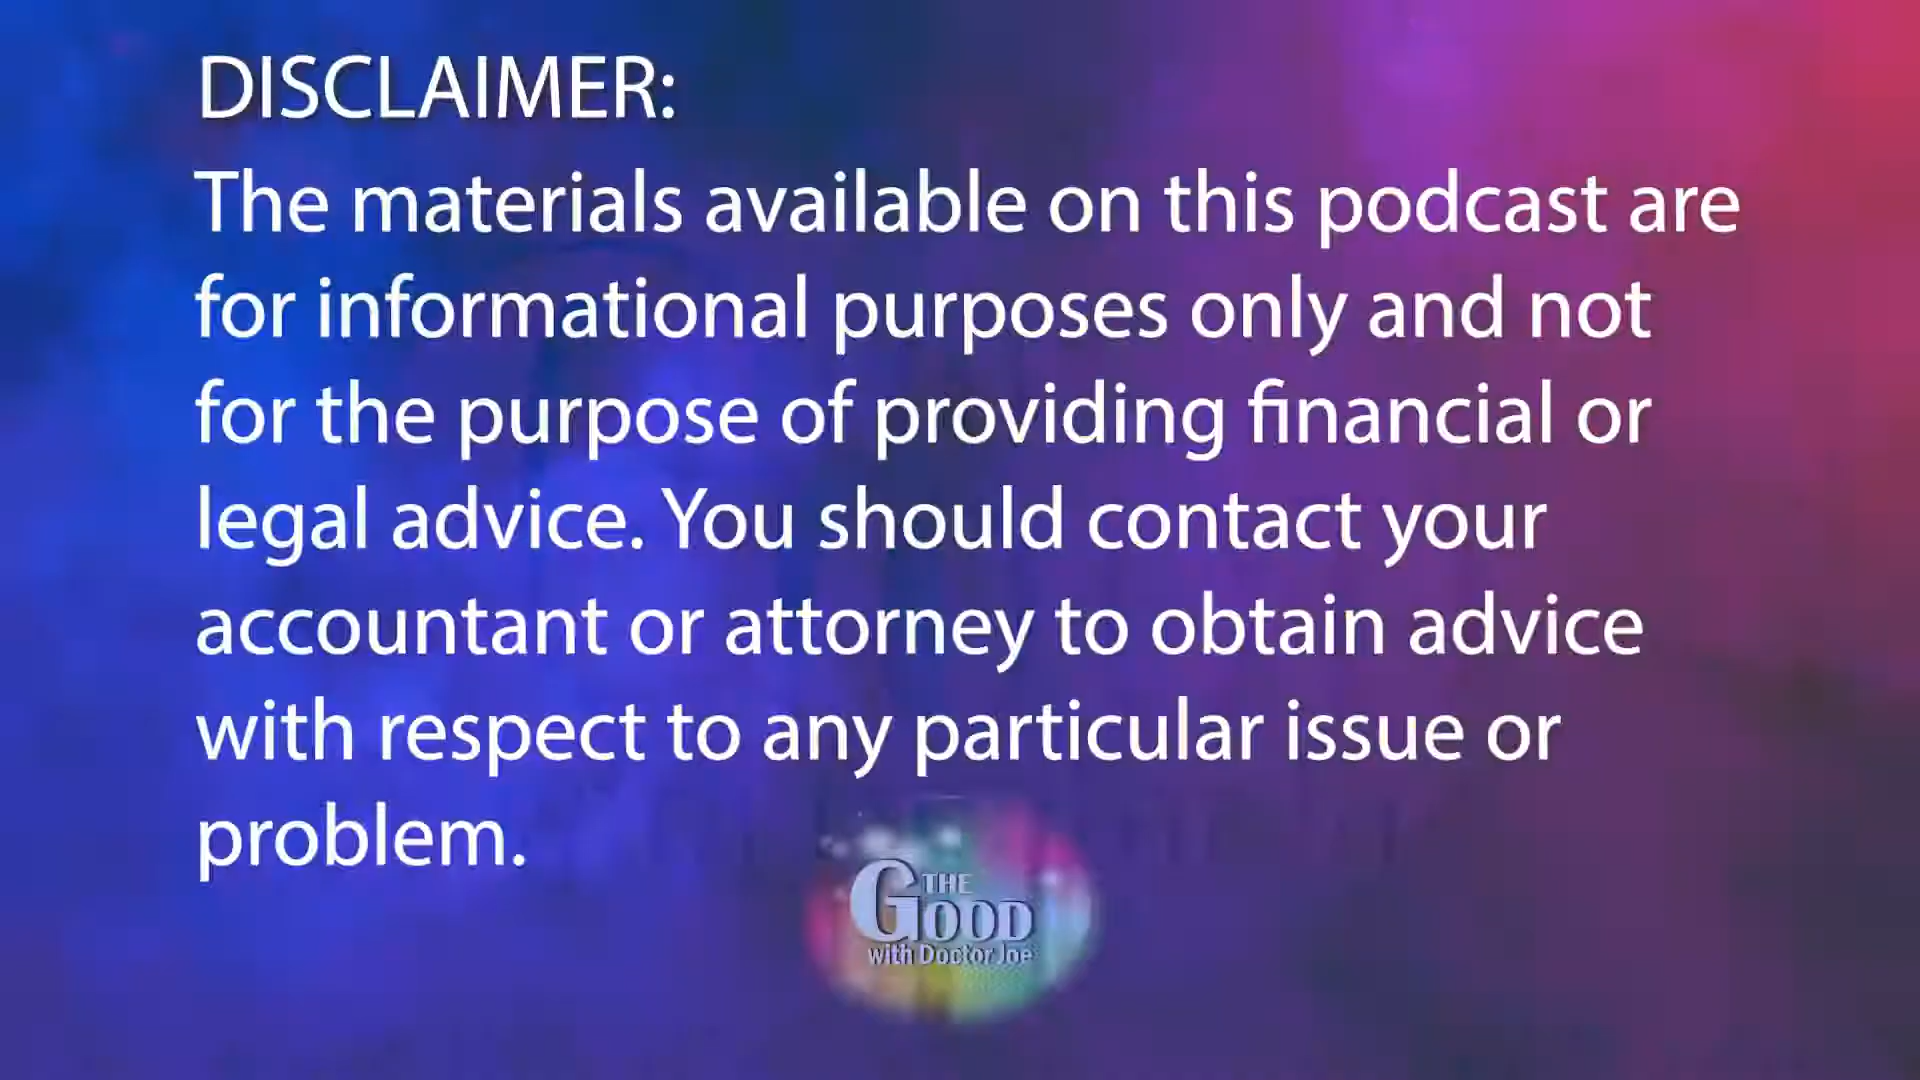 DISCLAIMER:
The materials available on this podcast are
for informational purposes only and not
for the purpose of providing financial or
legal advice. You should contact your
accountant or attorney to obtain advice
with respect to any particular issue or
problem.
THE
GOOD
with Doctor Joe